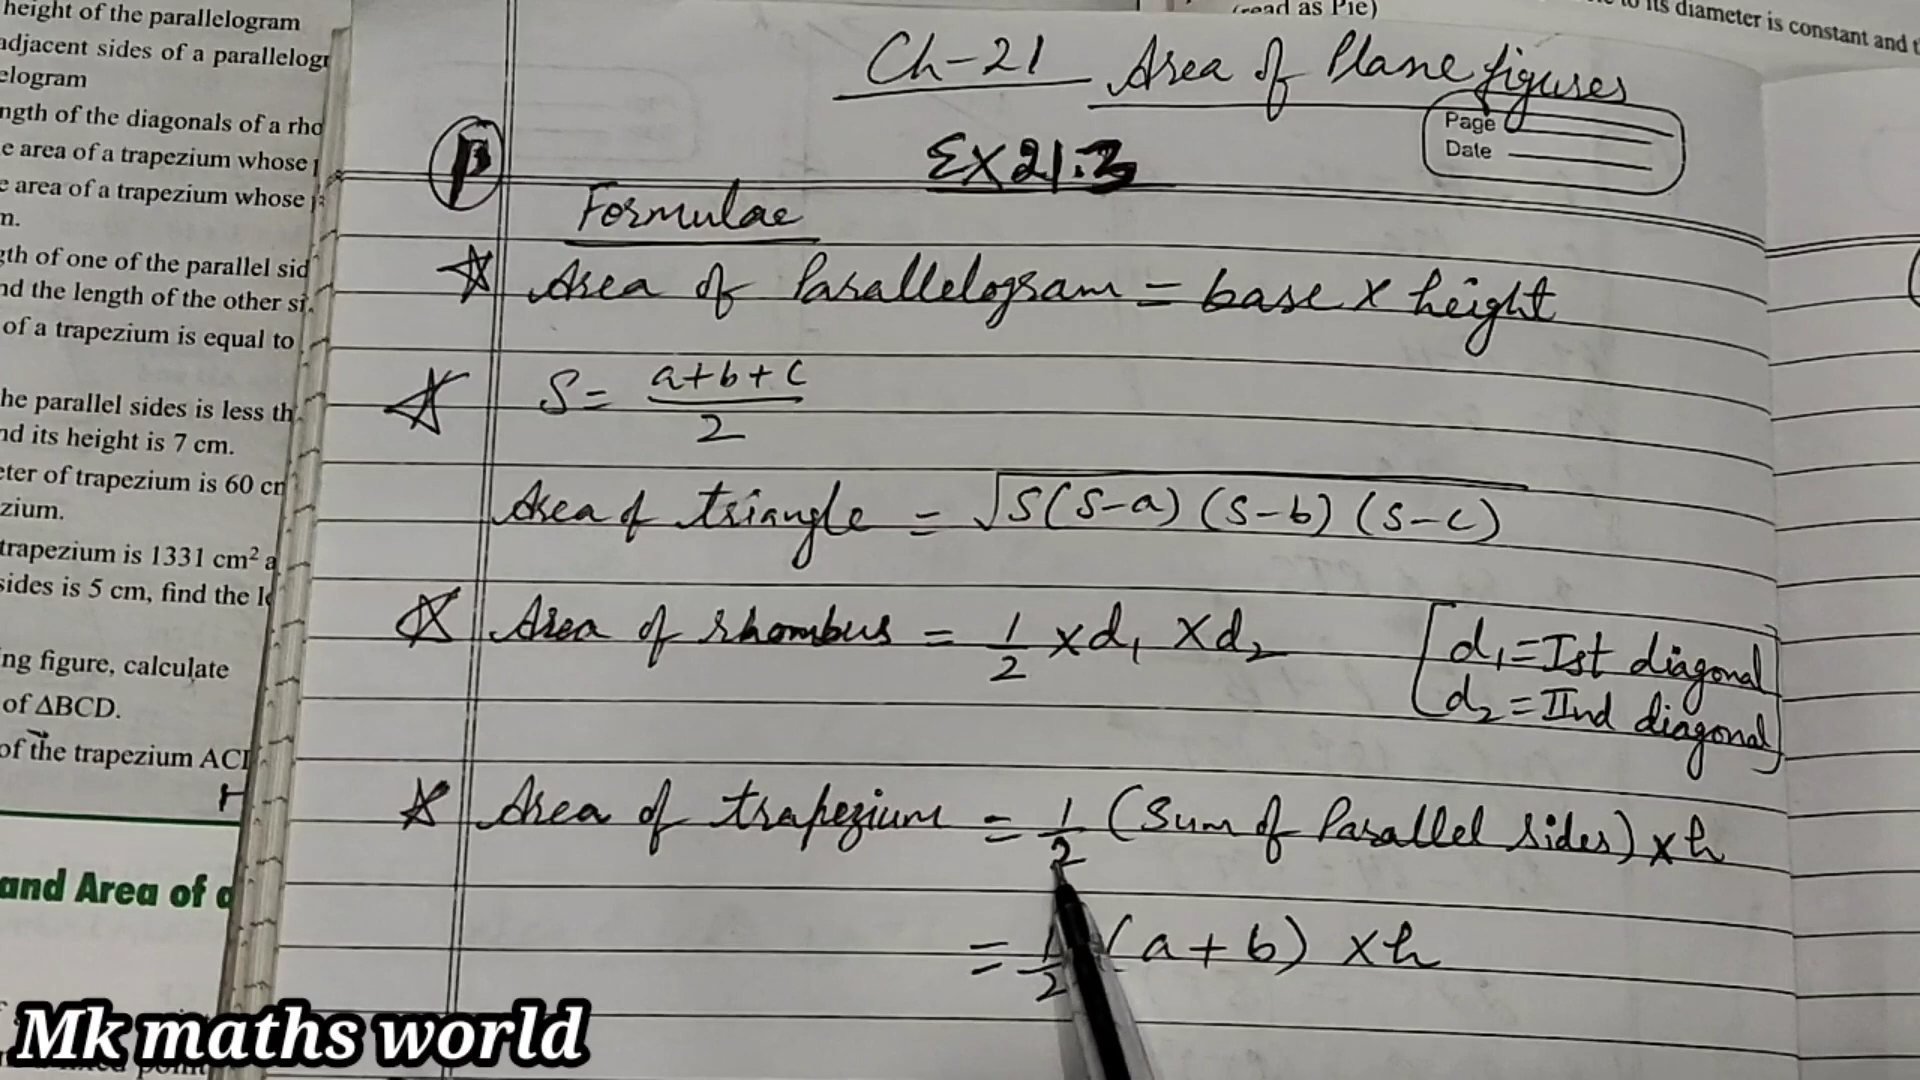 height of the parallelogram
adjacent sides of a parallelogr
elogram
ngth of the diagonals of a rho
e area of a trapezium whose p
e area of a trapezium whose
m.
gth of one of the parallel sid
nd the length of the other si
of a trapezium is equal to
he parallel sides is less th
nd its height is 7 cm.
eter of trapezium is 60 cm
zium.
trapezium is 1331 cm² a
sides is 5 cm, find the le
ng figure, calculate
of ΔBCD.
of the trapezium ACI
and Area of a
(read as Pie)
its diameter is constant and t
Ch-21 Area of Plane figures
Page
Date
EX 21.3
Formulae
Area of Parallelogram = base × height
S = a+b+c / 2
Area of triangle = √S(S-a) (S-b) (S-c)
Area of rhombus = 1/2 × d₁ × d₂
d₁ = Ist diagonal
d₂ = IInd diagonal
Area of trapezium = 1/2 (Sum of Parallel sides) × h
= 1/2 (a + b) × h
Mk maths world